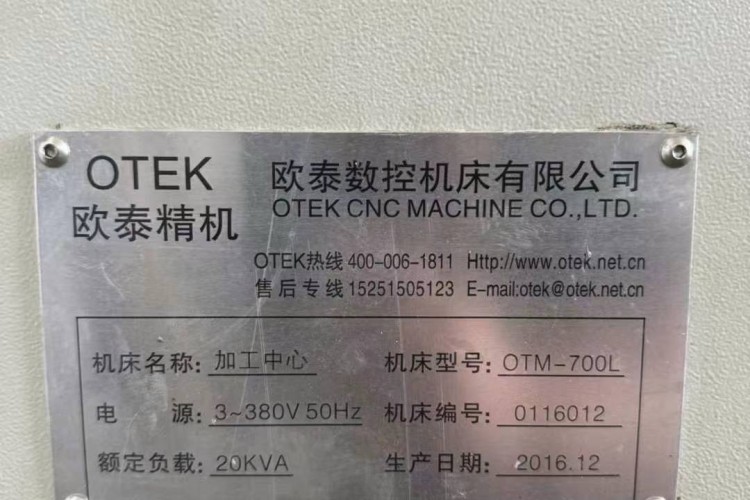 OTEK 欧泰数控机床有限公司
欧泰精机 OTEK CNC MACHINE CO.,LTD.
OTEK热线 400-006-1811 Http://www.otek.net.cn
售后专线 15251505123 E-mail:otek@otek.net.cn
机床名称: 加工中心 机床型号: OTM-700L
电 源: 3~380V 50Hz 机床编号: 0116012
额定负载: 20KVA 生产日期: 2016.12